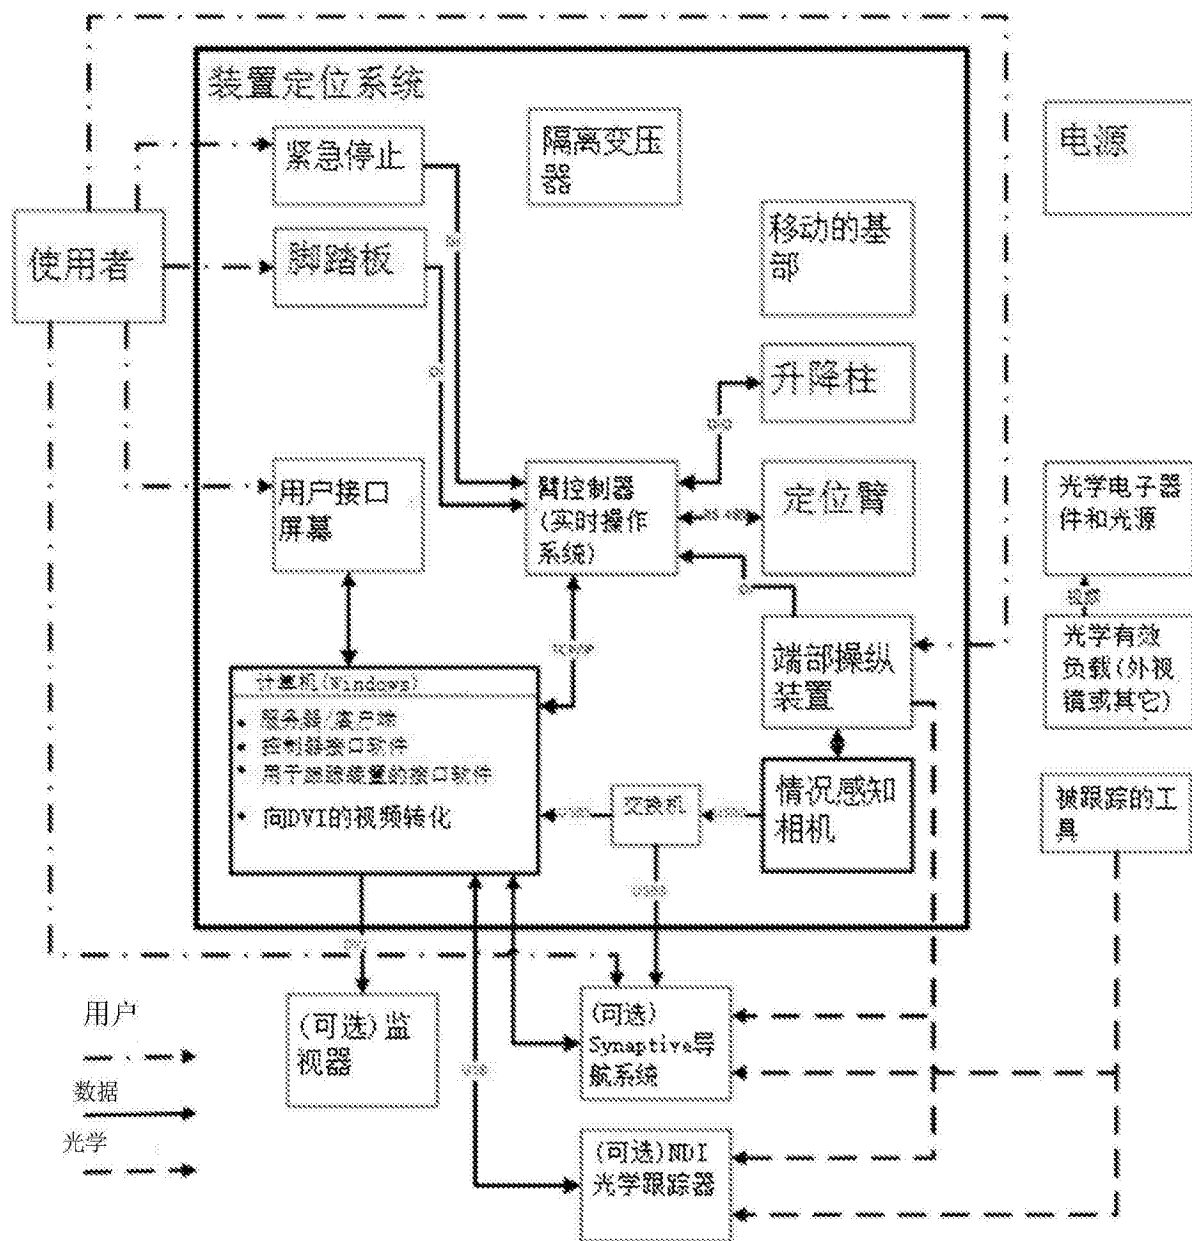 装置定位系统
紧急停止
隔离变压
器
电源
使用者
脚踏板
移动的基
部
升降柱
用户接口
屏幕
臂控制器
(实时操作
系统)
定位臂
光学电子器
件和光源
视频
端部操纵
装置
光学有效
负载(外视
镜或其它)
计算机(Windows)
• 服务器/客户端
• 控制器接口软件
• 用于跟踪装置的接口软件
• 向DVI的视频转化
交换机
情况感知
相机
被跟踪的工
具
用户
数据
光学
(可选)监
视器
(可选)
Synaptive导
航系统
(可选)NDI
光学跟踪器